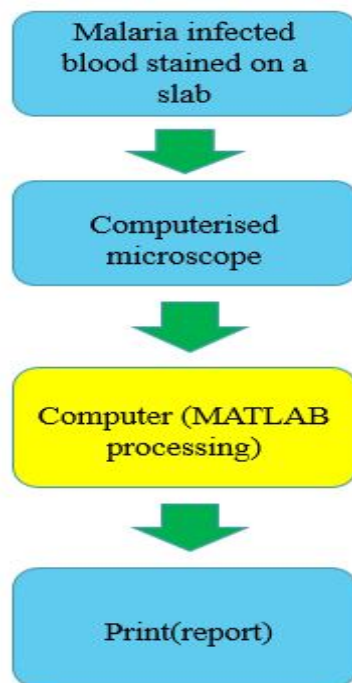 Malaria infected
blood stained on a
slab
Computerised
microscope
Computer (MATLAB
processing)
Print(report)